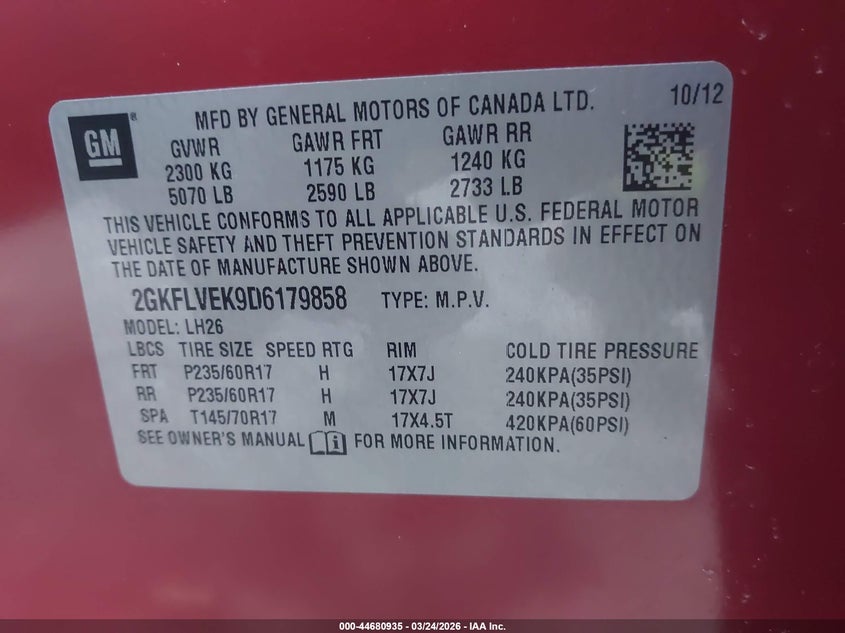 GM ®
MFD BY GENERAL MOTORS OF CANADA LTD. 10/12
GVWR GAWR FRT GAWR RR
2300 KG 1175 KG 1240 KG
5070 LB 2590 LB 2733 LB
THIS VEHICLE CONFORMS TO ALL APPLICABLE U.S. FEDERAL MOTOR
VEHICLE SAFETY AND THEFT PREVENTION STANDARDS IN EFFECT ON
THE DATE OF MANUFACTURE SHOWN ABOVE.
2GKFLVEK9D6179858 TYPE: M.P.V.
MODEL: LH26
LBCS TIRE SIZE SPEED RTG RIM COLD TIRE PRESSURE
FRT P235/60R17 H 17X7J 240KPA(35PSI)
RR P235/60R17 H 17X7J 240KPA(35PSI)
SPA T145/70R17 M 17X4.5T 420KPA(60PSI)
SEE OWNER'S MANUAL FOR MORE INFORMATION.
000-44680935 - 03/24/2026 - IAA Inc.